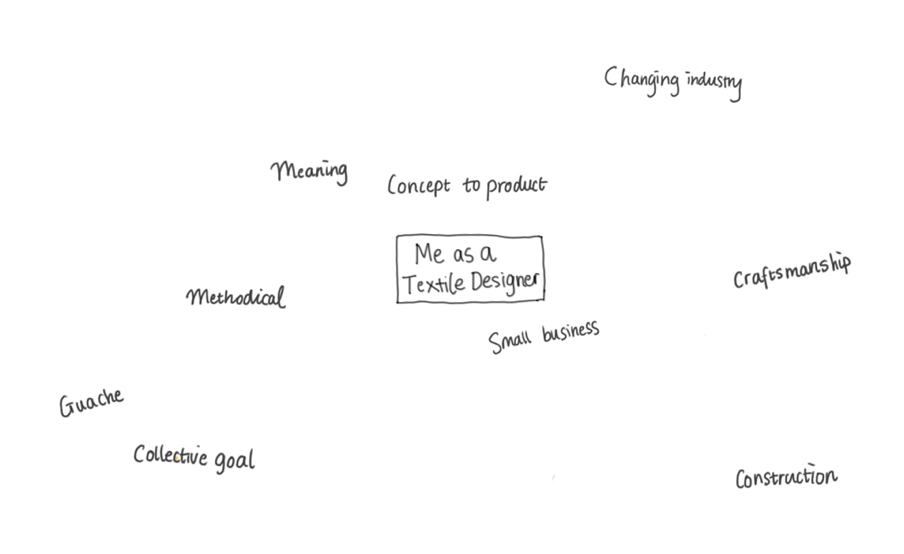 Changing industry
Meaning
Concept to product
Me as a
Textile Designer
Craftsmanship
Methodical
Small business
Guache
Collective goal
Construction